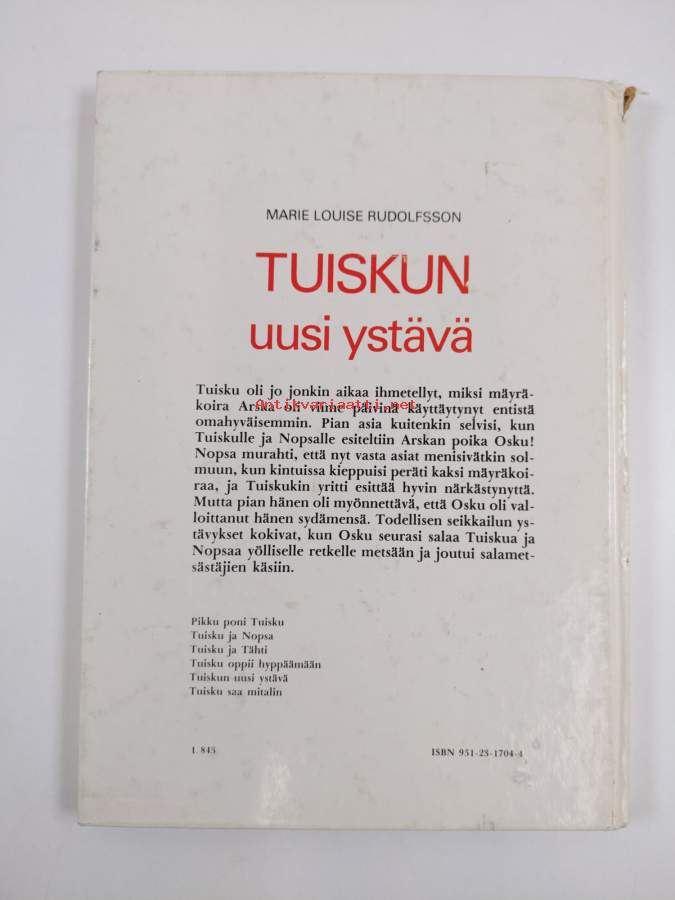 MARIE LOUISE RUDOLFSSON
TUISKUN
uusi ystävä
Tuisku oli jo jonkin aikaa ihmetellyt, miksi mäyrä-
koira Arska oli viime päivinä käyttäytynyt entistä
Antikvariaatti.net
omahyväisemmin. Pian asia kuitenkin selvisi, kun
Tuiskulle ja Nopsalle esiteltiin Arskan poika Osku!
Nopsa murahti, että nyt vasta asiat menisivätkin sol-
muun, kun kintuissa kieppuisi peräti kaksi mäyräkoi-
raa, ja Tuiskukin yritti esittää hyvin närkästynyttä.
Mutta pian hänen oli myönnettävä, että Osku oli val-
loittanut hänen sydämensä. Todellisen seikkailun ys-
tävykset kokivat, kun Osku seurasi salaa Tuiskua ja
Nopsaa yölliselle retkelle metsään ja joutui salamet-
sästäjien käsiin.
Pikku poni Tuisku
Tuisku ja Nopsa
Tuisku ja Tähti
Tuisku oppii hyppäämään
Tuiskun uusi ystävä
Tuisku saa mitalin
L 845
ISBN 951-23-1704-4